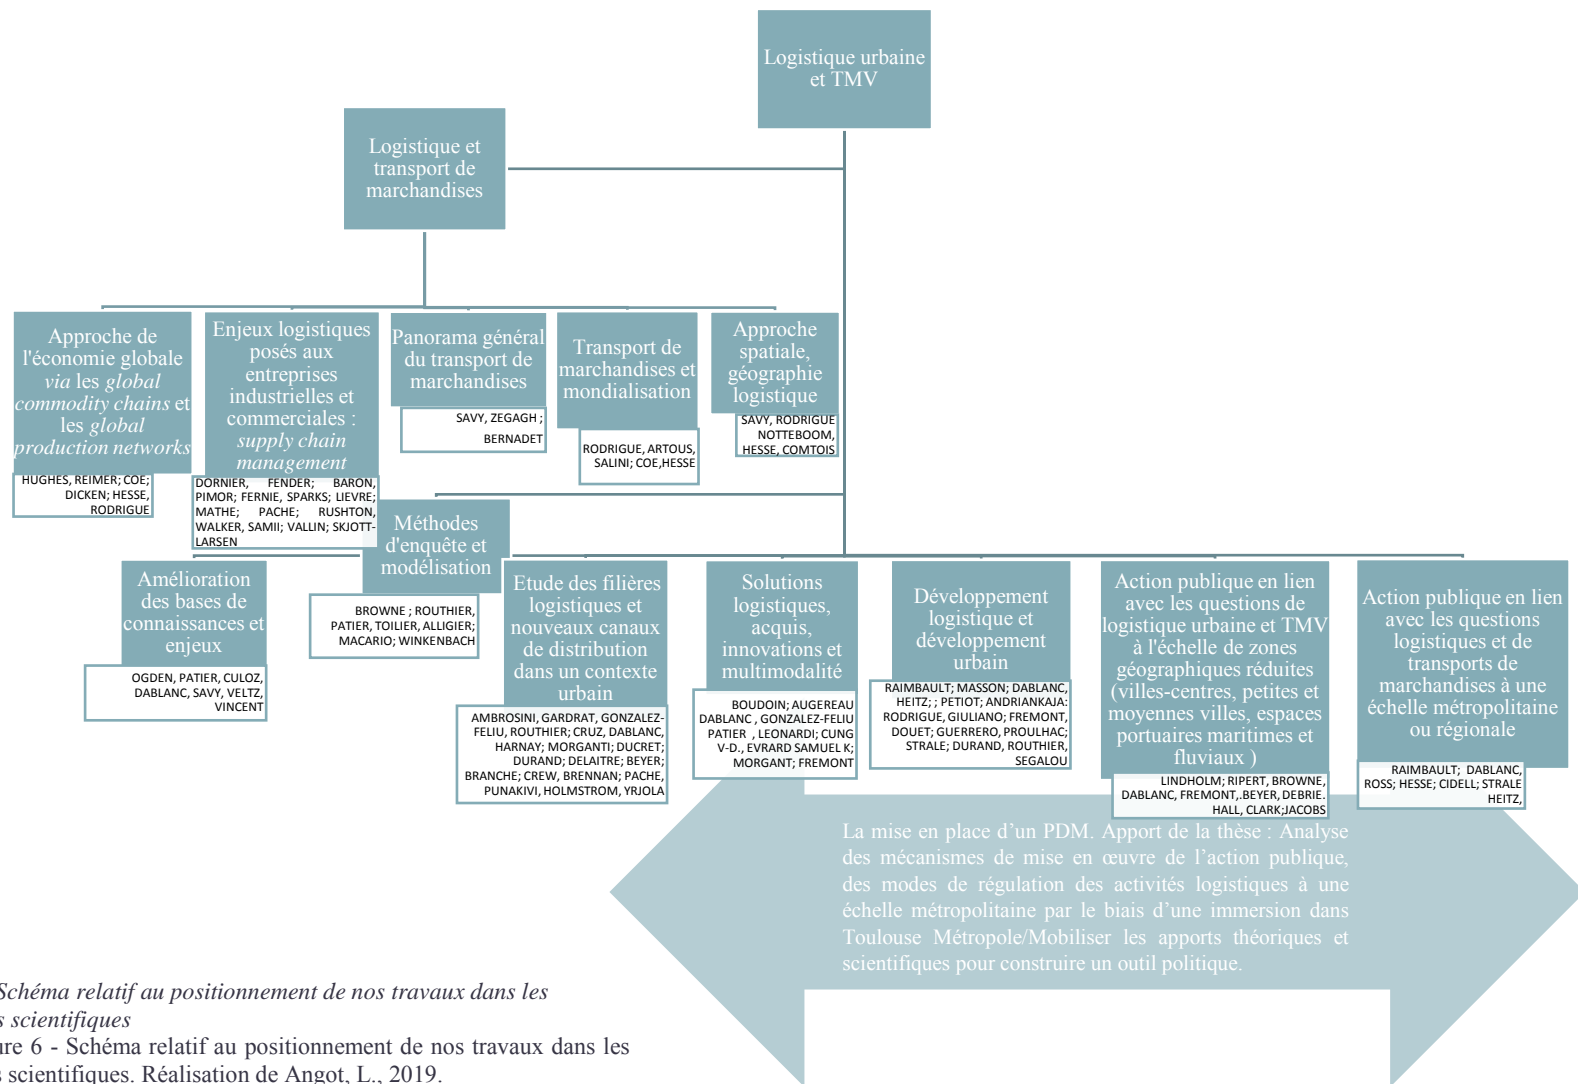 Logistique urbaine
et TMV
Logistique et
transport de
marchandises
Approche de
l'économie globale
via les global
commodity chains et
les global
production networks
HUGHES, REIMER; COE;
DICKEN; HESSE,
RODRIGUE
Enjeux logistiques
posés aux
entreprises
industrielles et
commerciales :
supply chain
management
DORNIER, FENDER; BARON,
PIMOR; FERNIE, SPARKS; LIEVRE;
MATHE; PACHE; RUSHTON,
WALKER, SAMII; VALLIN; SKJOTT-
LARSEN
Panorama général
du transport de
marchandises
SAVY, ZEGAGH ;
BERNADET
Transport de
marchandises et
mondialisation
RODRIGUE, ARTOUS,
SALINI; COE,HESSE
Approche
spatiale,
géographie
logistique
SAVY, RODRIGUE
NOTTEBOOM,
HESSE, COMTOIS
Amélioration
des bases de
connaissances et
enjeux
OGDEN, PATIER, CULOZ,
DABLANC, SAVY, VELTZ,
VINCENT
Méthodes
d'enquête et
modélisation
BROWNE ; ROUTHIER,
PATIER, TOILIER, ALLIGIER;
MACARIO; WINKENBACH
Etude des filières
logistiques et
nouveaux canaux
de distribution
dans un contexte
urbain
AMBROSINI, GARDRAT, GONZALEZ-
FELIU, ROUTHIER; CRUZ, DABLANC,
HARNAY; MORGANTI; DUCRET;
DURAND; DELAITRE; BEYER;
BRANCHE; CREW, BRENNAN; PACHE,
PUNAKIVI, HOLMSTROM, YRJOLA
Solutions
logistiques,
acquis,
innovations et
multimodalité
BOUDOIN; AUGEREAU
DABLANC , GONZALEZ-FELIU
PATIER , LEONARDI; CUNG
V-D., EVRARD SAMUEL K;
MORGANT; FREMONT
Développement
logistique et
développement
urbain
RAIMBAULT; MASSON; DABLANC,
HEITZ; ; PETIOT; ANDRIANKAJA:
RODRIGUE, GIULIANO; FREMONT,
DOUET; GUERRERO, PROULHAC;
STRALE; DURAND, ROUTHIER,
SEGALOU
Action publique en lien
avec les questions de
logistique urbaine et TMV
à l'échelle de zones
géographiques réduites
(villes-centres, petites et
moyennes villes, espaces
portuaires maritimes et
fluviaux )
LINDHOLM; RIPERT, BROWNE,
DABLANC, FREMONT,.BEYER, DEBRIE.
HALL, CLARK;JACOBS
Action publique en lien
avec les questions
logistiques et de
transports de
marchandises à une
échelle métropolitaine
ou régionale
RAIMBAULT; DABLANC,
ROSS; HESSE; CIDELL; STRALE
HEITZ,
La mise en place d’un PDM. Apport de la thèse : Analyse
des mécanismes de mise en œuvre de l’action publique,
des modes de régulation des activités logistiques à une
échelle métropolitaine par le biais d’une immersion dans
Toulouse Métropole/Mobiliser les apports théoriques et
scientifiques pour construire un outil politique.
Schéma relatif au positionnement de nos travaux dans les
s scientifiques
ure 6 - Schéma relatif au positionnement de nos travaux dans les
s scientifiques. Réalisation de Angot, L., 2019.